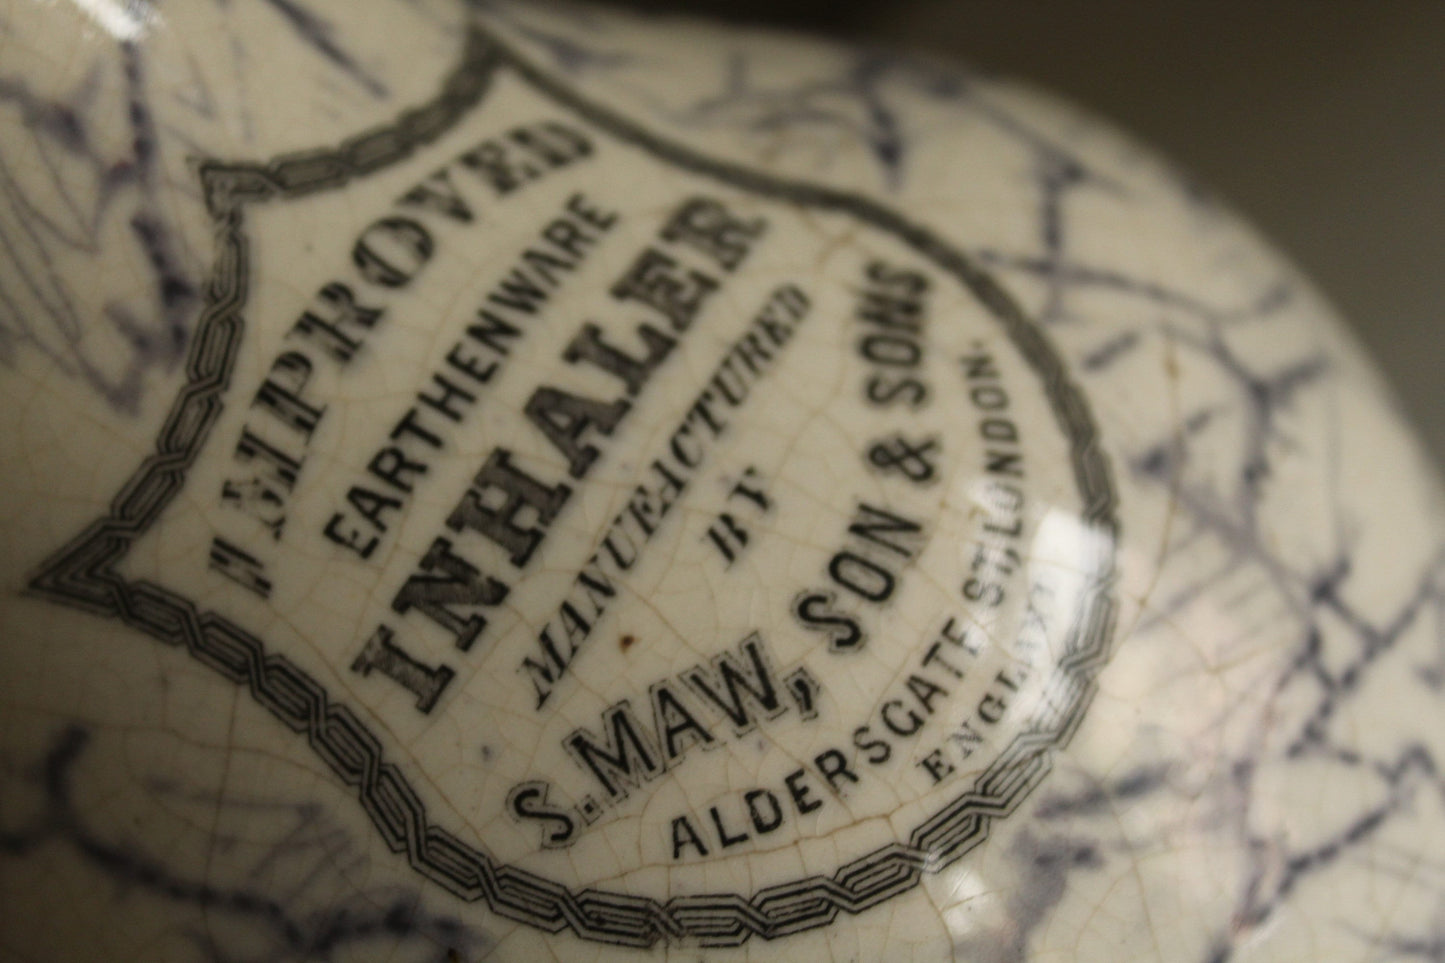 IMPROVED
EARTHENWARE
INHALER
MANUFACTURED
BY
S. MAW, SON & SONS
ALDERSGATE ST, LONDON.
ENGLAND